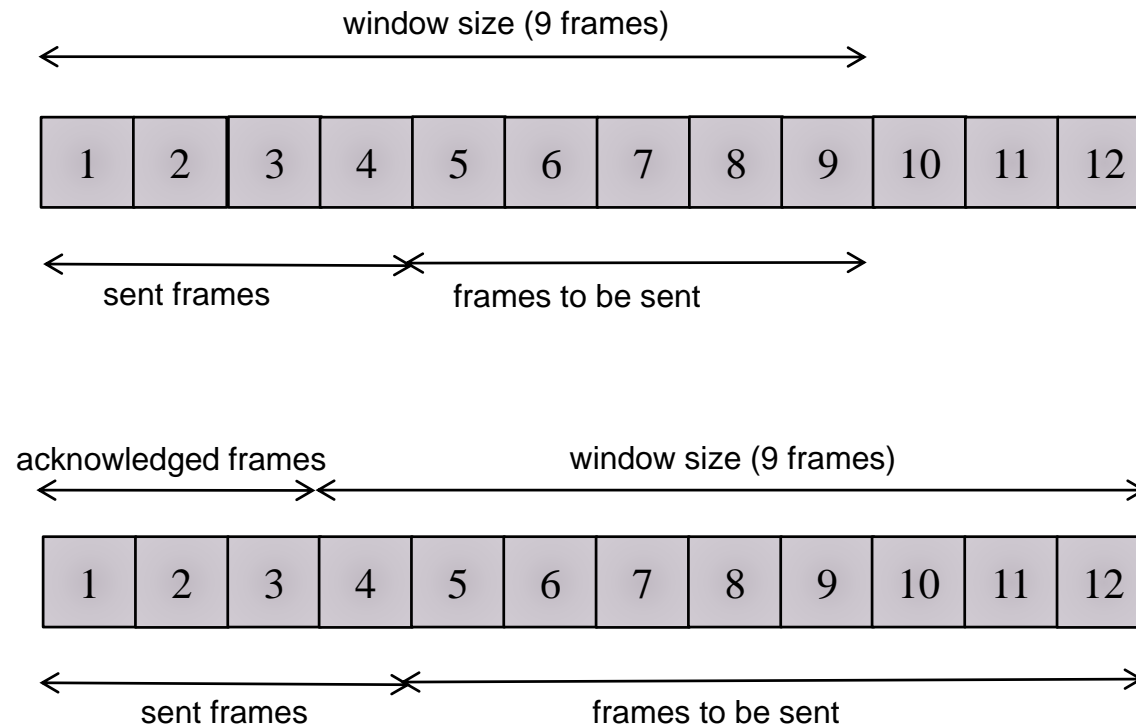 window size (9 frames)
1 2 3 4 5 6 7 8 9 10 11 12
sent frames frames to be sent
acknowledged frames window size (9 frames)
1 2 3 4 5 6 7 8 9 10 11 12
sent frames frames to be sent